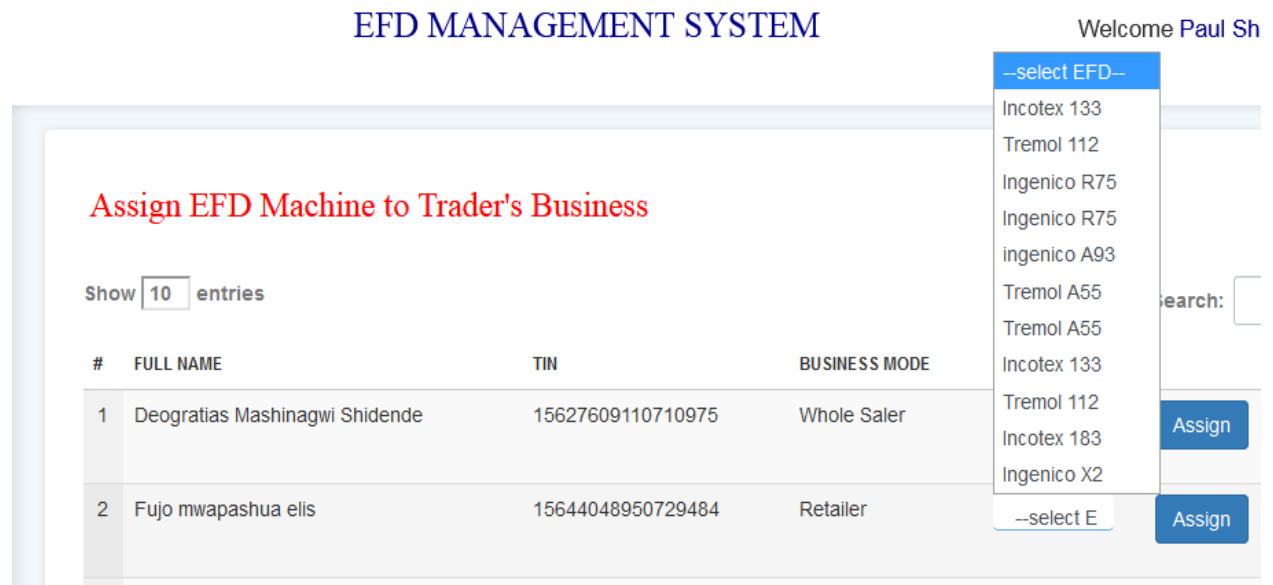 EFD MANAGEMENT SYSTEM Welcome Paul Sh
--select EFD--
Incotex 133
Tremol 112
Ingenico R75
Ingenico R75
ingenico A93
Tremol A55
Tremol A55
Incotex 133
Tremol 112
Incotex 183
Ingenico X2
Assign EFD Machine to Trader's Business
Show 10 entries earch:
# FULL NAME TIN BUSINESS MODE
1 Deogratias Mashinagwi Shidende 15627609110710975 Whole Saler Assign
2 Fujo mwapashua elis 15644048950729484 Retailer --select E Assign